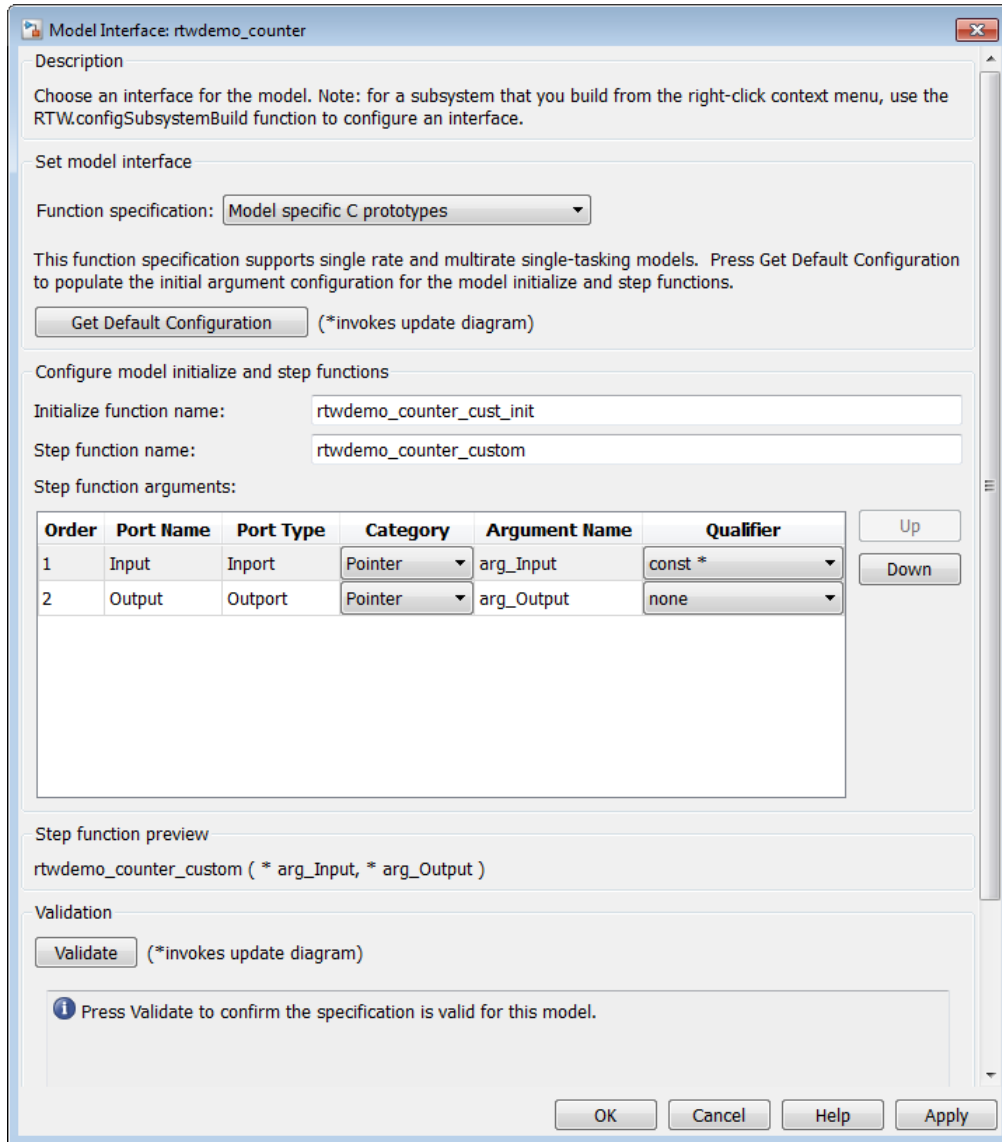 Model Interface: rtwdemo_counter
Description
Choose an interface for the model. Note: for a subsystem that you build from the right-click context menu, use the
RTW.configSubsystemBuild function to configure an interface.
Set model interface
Function specification: Model specific C prototypes
This function specification supports single rate and multirate single-tasking models. Press Get Default Configuration
to populate the initial argument configuration for the model initialize and step functions.
Get Default Configuration (*invokes update diagram)
Configure model initialize and step functions
Initialize function name: rtwdemo_counter_cust_init
Step function name: rtwdemo_counter_custom
Step function arguments:
Order Port Name Port Type Category Argument Name Qualifier Up
1 Input Inport Pointer arg_Input const * Down
2 Output Outport Pointer arg_Output none
Step function preview
rtwdemo_counter_custom ( * arg_Input, * arg_Output )
Validation
Validate (*invokes update diagram)
Press Validate to confirm the specification is valid for this model.
OK Cancel Help Apply